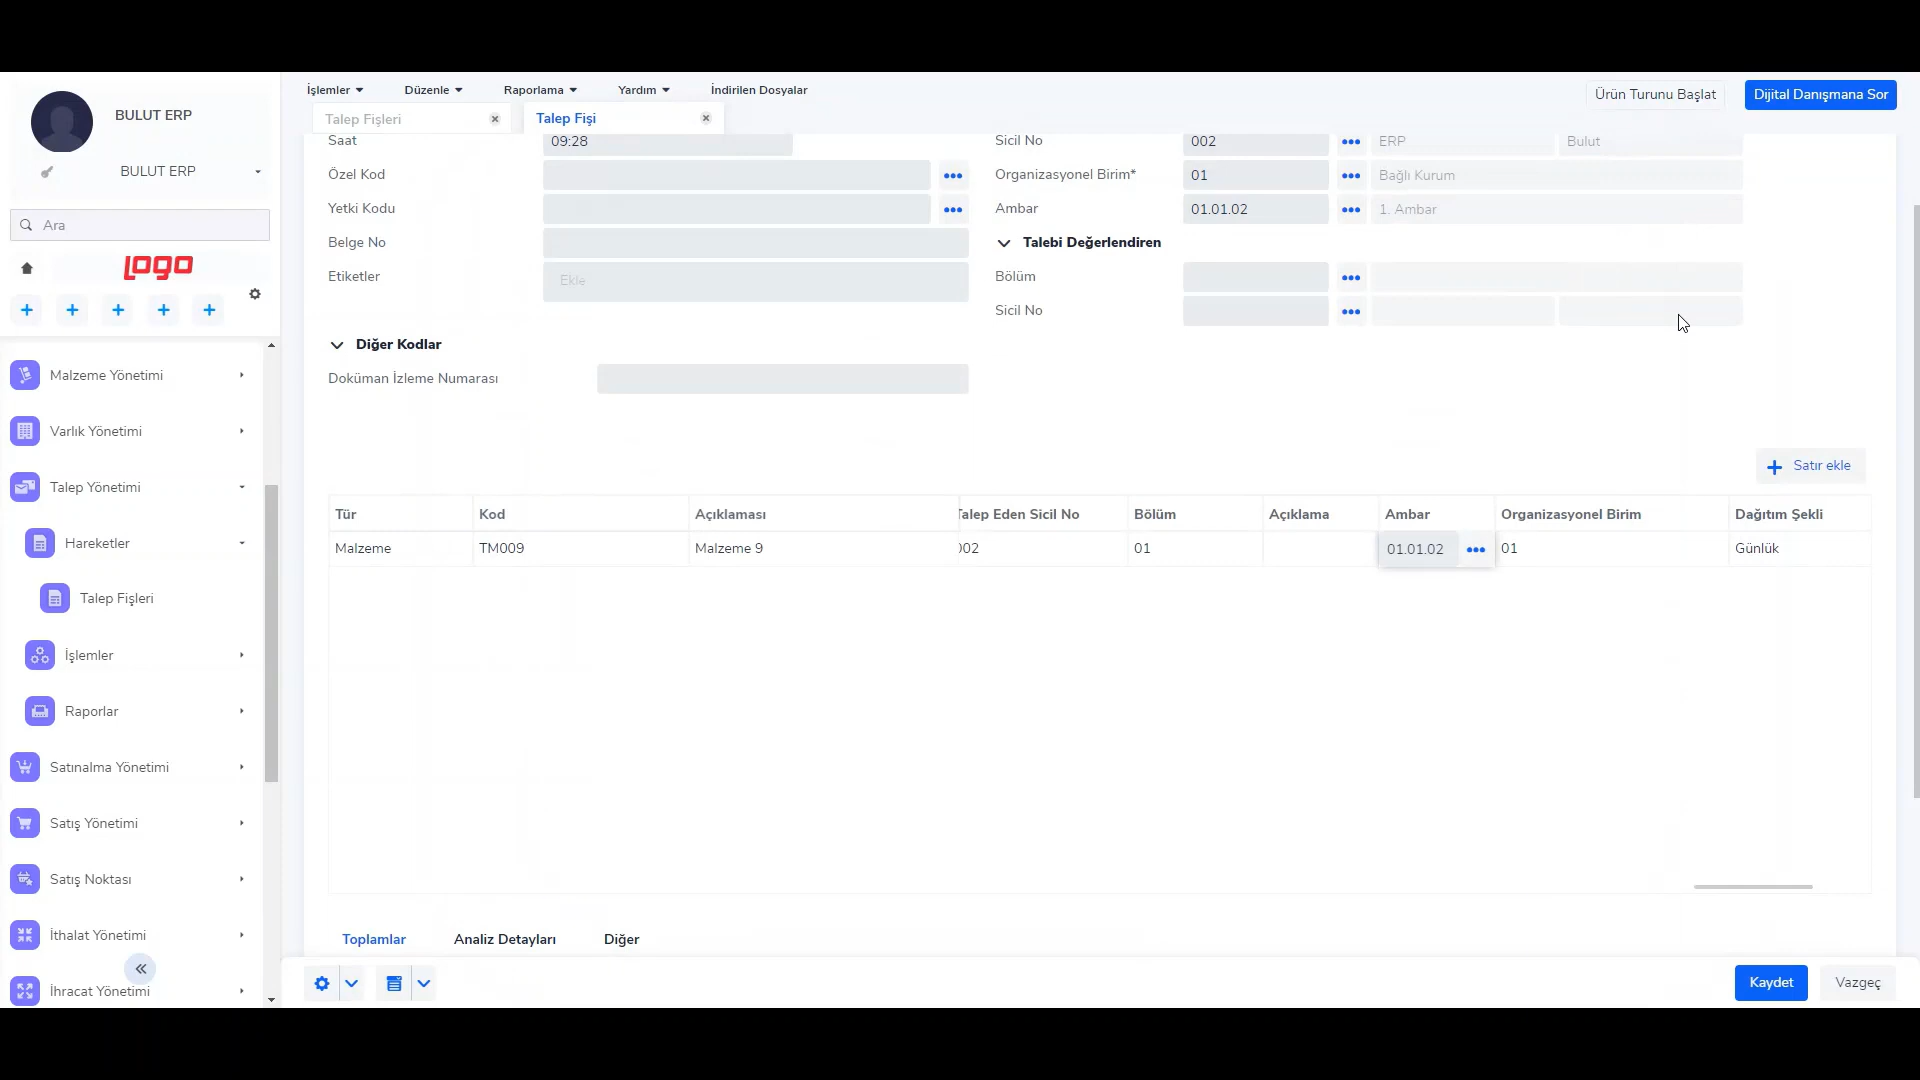 İşlemler
Düzenle
Raporlama
Yardım
İndirilen Dosyalar
Ürün Turunu Başlat
Dijital Danışmana Sor
BULUT ERP
BULUT ERP
Ara
logo
Malzeme Yönetimi
Varlık Yönetimi
Talep Yönetimi
Hareketler
Talep Fişleri
İşlemler
Raporlar
Satınalma Yönetimi
Satış Yönetimi
Satış Noktası
İthalat Yönetimi
İhracat Yönetimi
Talep Fişleri
Talep Fişi
Saat 09:28
Özel Kod
Yetki Kodu
Belge No
Etiketler Ekle
Diğer Kodlar
Doküman İzleme Numarası
Sicil No 002 ERP Bulut
Organizasyonel Birim* 01 Bağlı Kurum
Ambar 01.01.02 1. Ambar
Talebi Değerlendiren
Bölüm
Sicil No
Satır ekle
Tür Kod Açıklaması Talep Eden Sicil No Bölüm Açıklama Ambar Organizasyonel Birim Dağıtım Şekli
Malzeme TM009 Malzeme 9 002 01 01.01.02 01 Günlük
Toplamlar Analiz Detayları Diğer
Kaydet Vazgeç